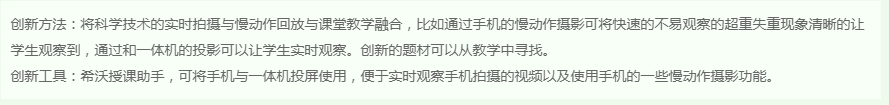 创新方法：将科学技术的实时拍摄与慢动作回放与课堂教学融合，比如通过手机的慢动作摄影可将快速的不易观察的超重失重现象清晰的让
学生观察到，通过和一体机的投影可以让学生实时观察。创新的题材可以从教学中寻找。
创新工具：希沃授课助手，可将手机与一体机投屏使用，便于实时观察手机拍摄的视频以及使用手机的一些慢动作摄影功能。